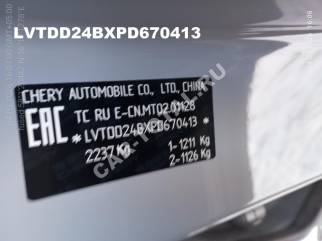 LVTDD24BXPD670413
CHERY AUTOMOBILE CO., LTD., CHINA
EAC
TC RU E-CN.MT02.01128
*LVTDD24BXPD670413*
2237 Kg
1-1211 Kg
2-1126 Kg